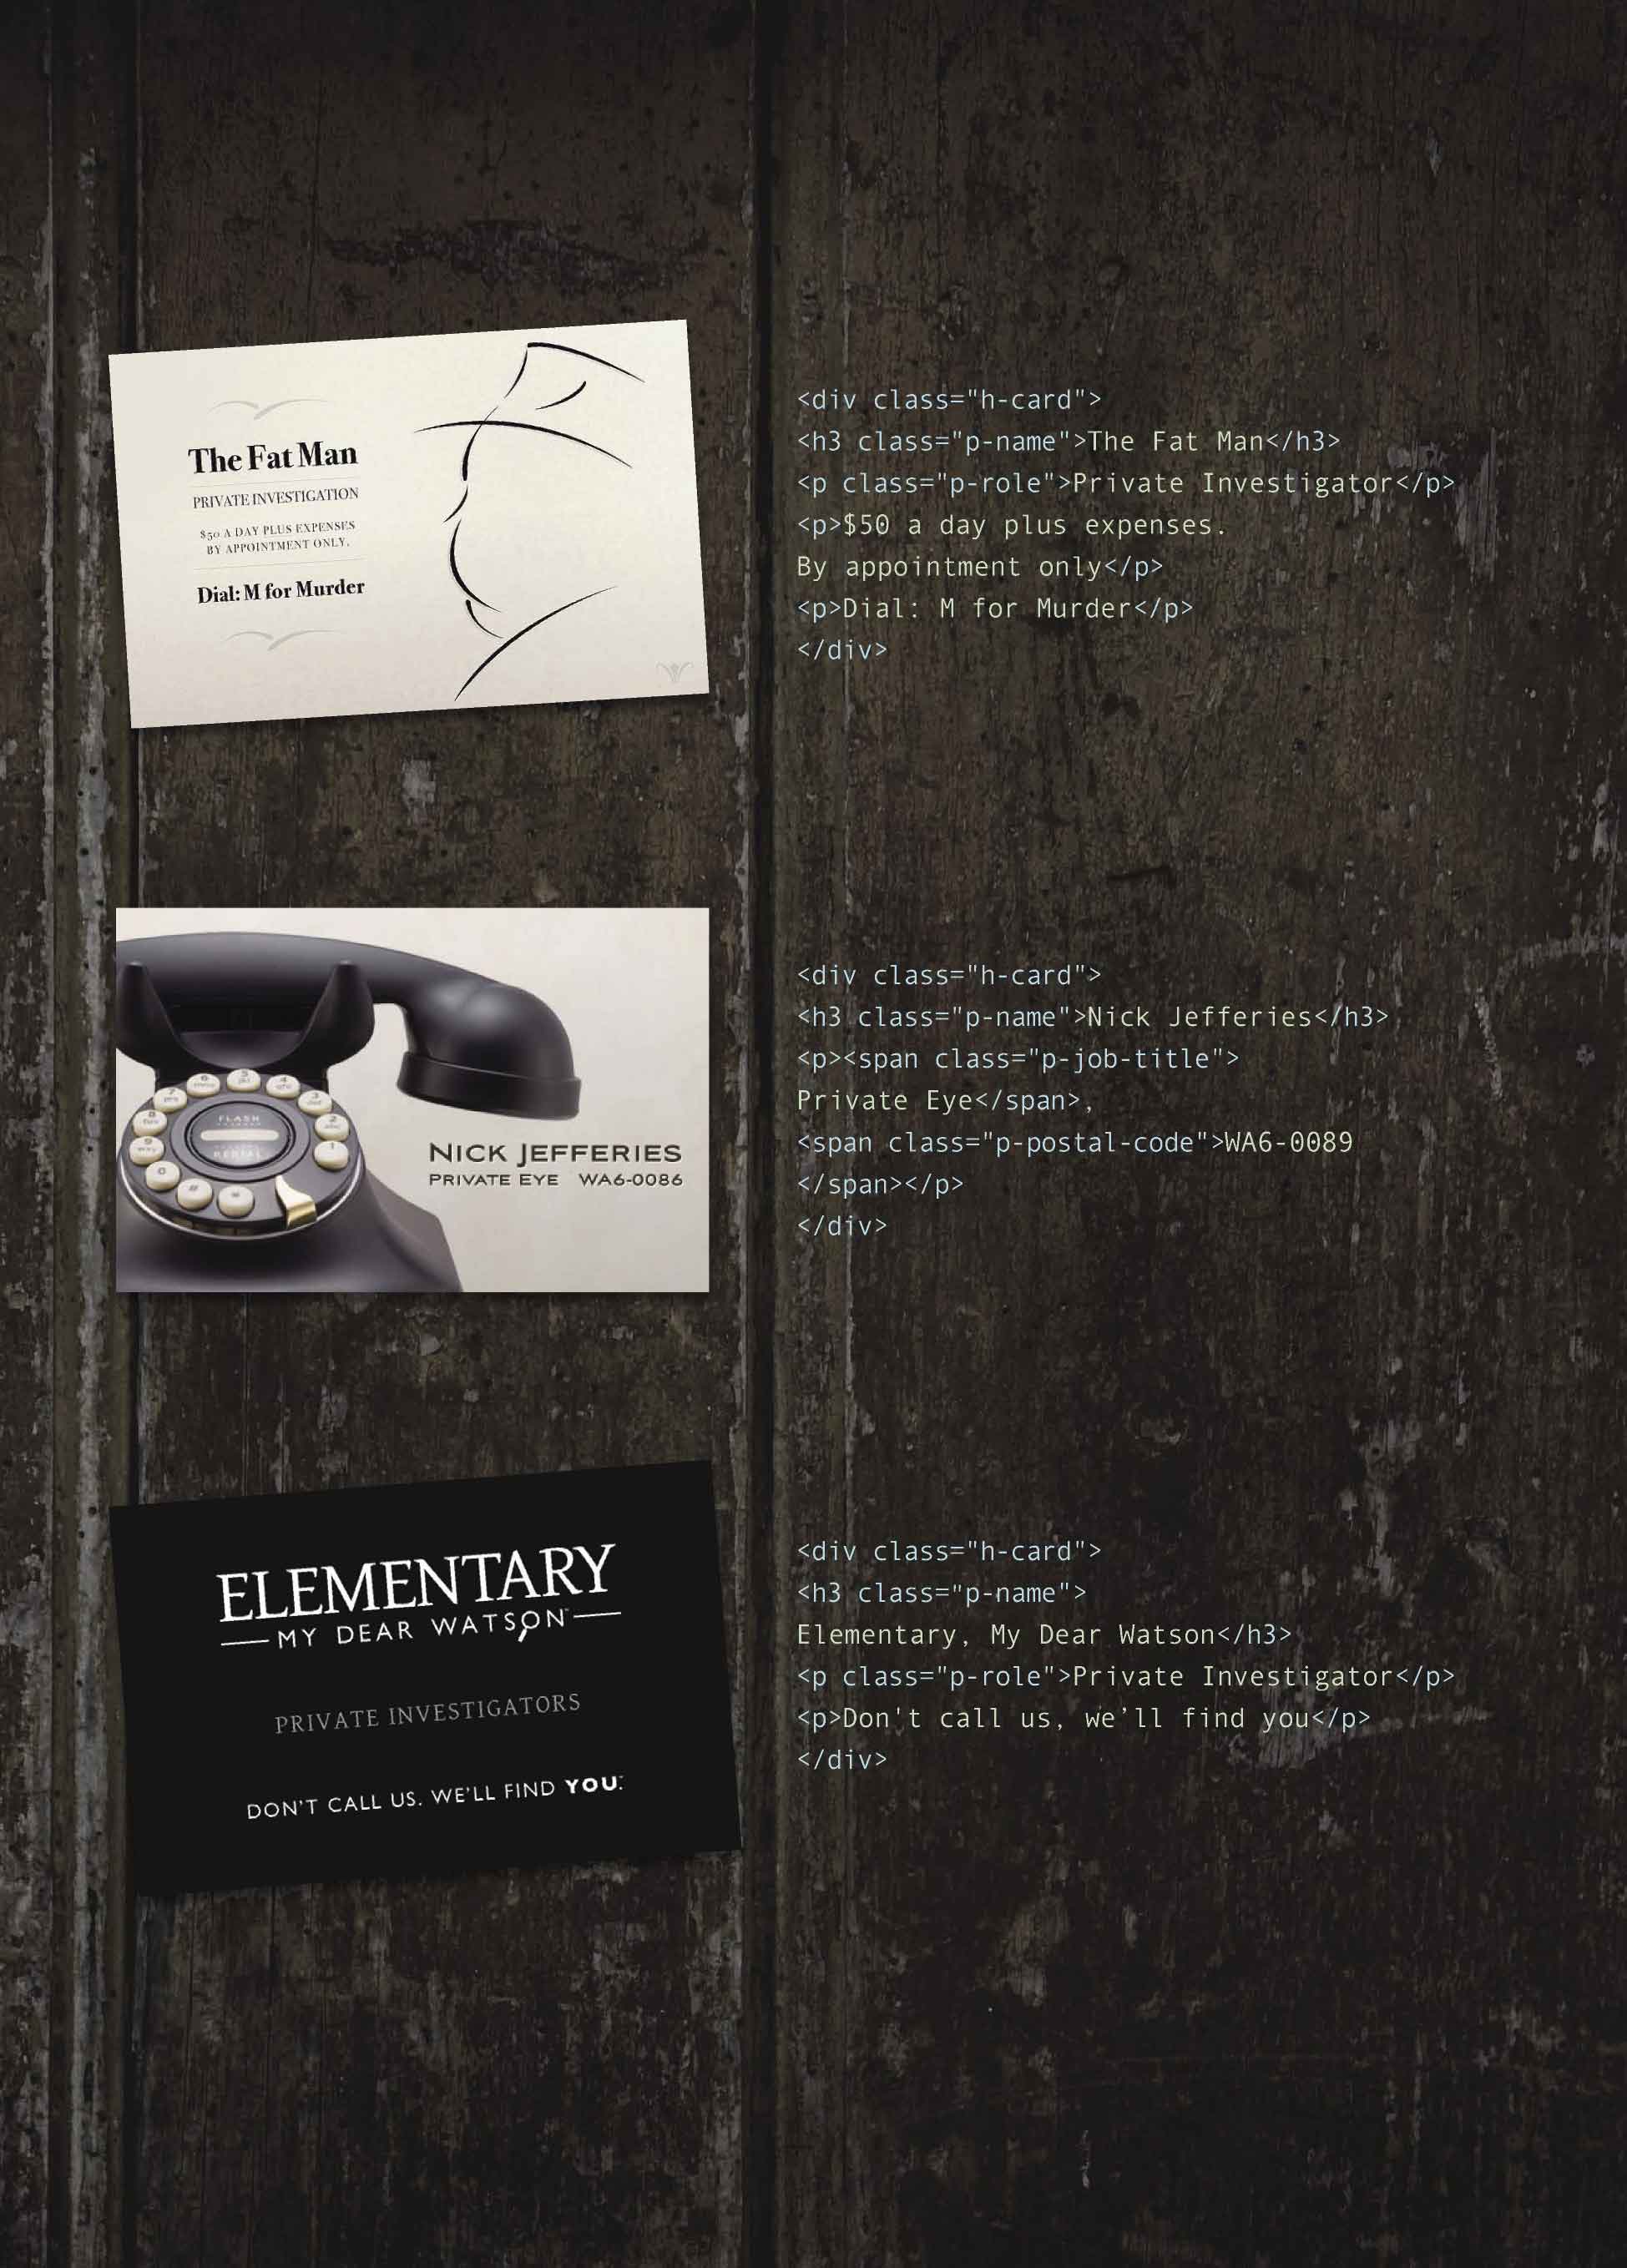 The Fat Man
PRIVATE INVESTIGATION
$50 A DAY PLUS EXPENSES
BY APPOINTMENT ONLY.
Dial: M for Murder
<div class="h-card">
<h3 class="p-name">The Fat Man</h3>
<p class="p-role">Private Investigator</p>
<p>$50 a day plus expenses.
By appointment only</p>
<p>Dial: M for Murder</p>
</div>
FLASH
REDIAL
NICK JEFFERIES
PRIVATE EYE WA6-0086
<div class="h-card">
<h3 class="p-name">Nick Jefferies</h3>
<p><span class="p-job-title">
Private Eye</span>,
<span class="p-postal-code">WA6-0089
</span></p>
</div>
ELEMENTARY
MY DEAR WATSON
PRIVATE INVESTIGATORS
DON'T CALL US. WE'LL FIND YOU.
<div class="h-card">
<h3 class="p-name">
Elementary, My Dear Watson</h3>
<p class="p-role">Private Investigator</p>
<p>Don't call us, we’ll find you</p>
</div>